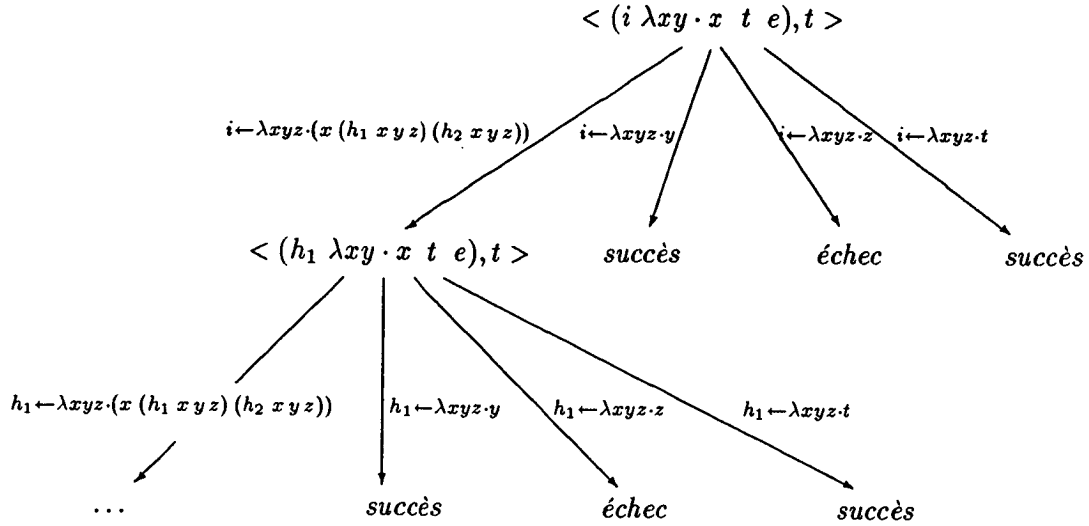 < (i λxy · x t e), t >
i←λxyz·(x (h₁ x y z) (h₂ x y z))
i←λxyz·y
i←λxyz·z
i←λxyz·t
< (h₁ λxy · x t e), t >
succès
échec
succès
h₁←λxyz·(x (h₁ x y z) (h₂ x y z))
h₁←λxyz·y
h₁←λxyz·z
h₁←λxyz·t
...
succès
échec
succès